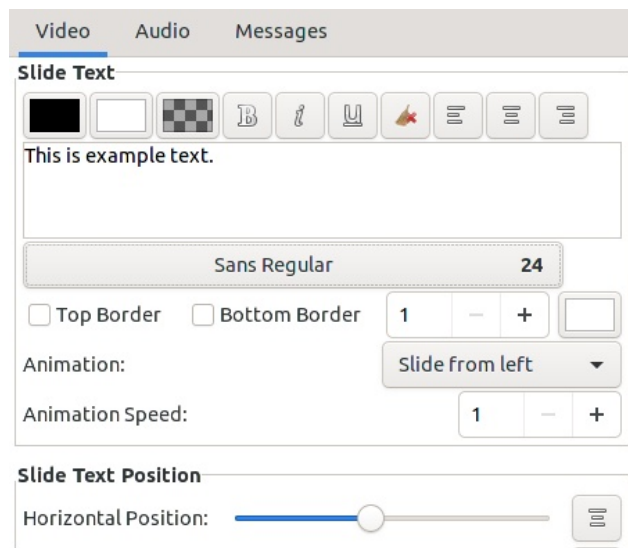 Video Audio Messages
Slide Text
B i U
This is example text.
Sans Regular 24
Top Border Bottom Border 1 − +
Animation: Slide from left
Animation Speed: 1 − +
Slide Text Position
Horizontal Position: